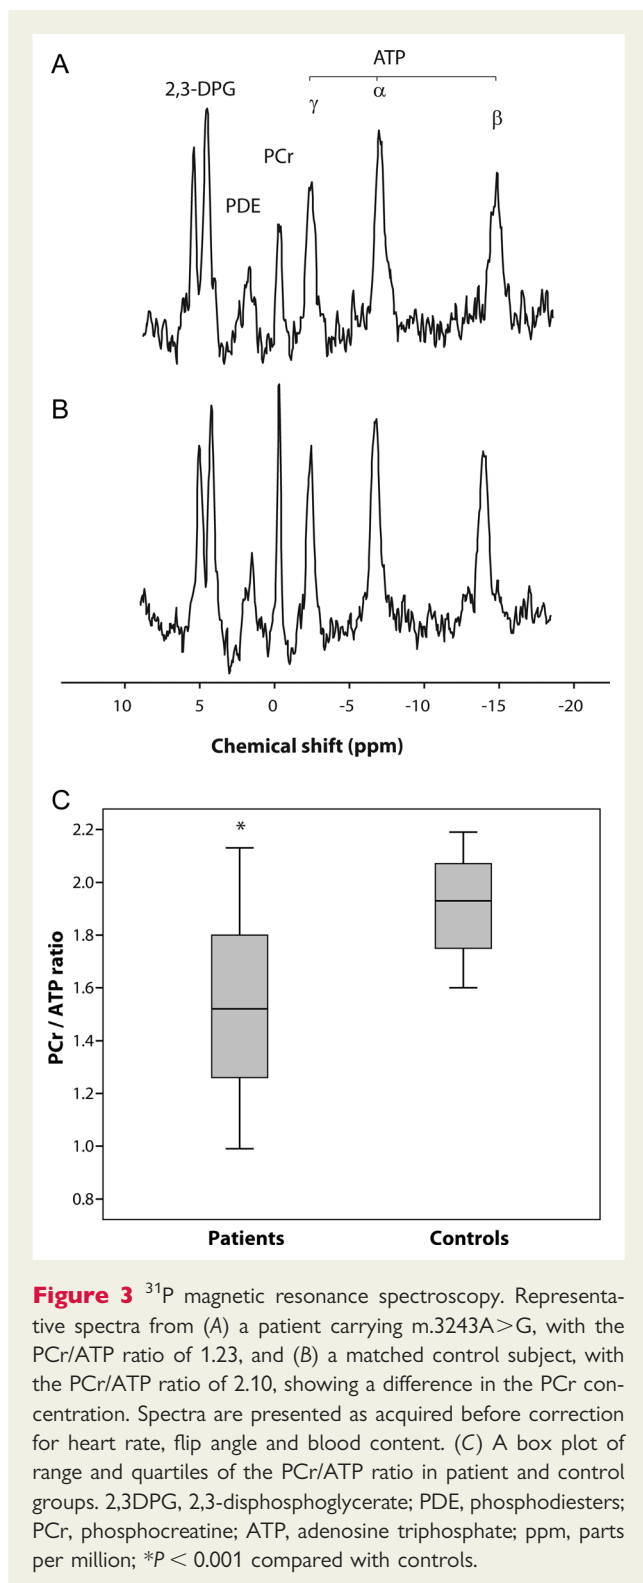 A
ATP
2,3-DPG
α
γ
β
PCr
PDE
B
10 5 0 -5 -10 -15 -20
Chemical shift (ppm)
C
2.2
*
2.0
1.8
1.6
1.4
1.2
1.0
0.8
PCr / ATP ratio
Patients Controls
Figure 3 ³¹P magnetic resonance spectroscopy. Representa-
tive spectra from (A) a patient carrying m.3243A>G, with the
PCr/ATP ratio of 1.23, and (B) a matched control subject, with
the PCr/ATP ratio of 2.10, showing a difference in the PCr con-
centration. Spectra are presented as acquired before correction
for heart rate, flip angle and blood content. (C) A box plot of
range and quartiles of the PCr/ATP ratio in patient and control
groups. 2,3DPG, 2,3-disphosphoglycerate; PDE, phosphodiesters;
PCr, phosphocreatine; ATP, adenosine triphosphate; ppm, parts
per million; *P < 0.001 compared with controls.